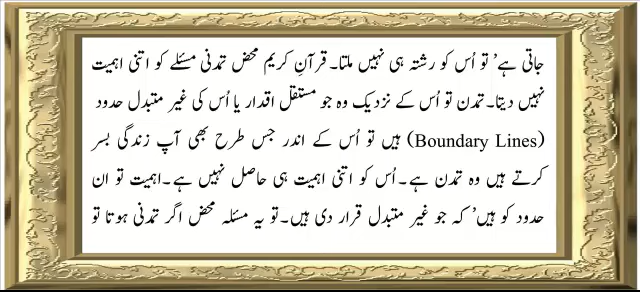 جاتی ہے' تو اُس کو رشتہ ہی نہیں ملتا۔ قرآنِ کریم محض تمدنی مسئلے کو اتنی اہمیت
نہیں دیتا۔ تمدن تو اُس کے نزدیک وہ جو مستقل اقدار یا اُس کی غیر متبدل حدود
(Boundary Lines) ہیں تو اُس کے اندر جس طرح بھی آپ زندگی بسر
کرتے ہیں وہ تمدن ہے۔ اُس کو اتنی اہمیت ہی حاصل نہیں ہے۔ اہمیت تو ان
حدود کو ہیں' کہ جو غیر متبدل قرار دی ہیں۔ تو یہ مسئلہ محض اگر تمدنی ہوتا تو